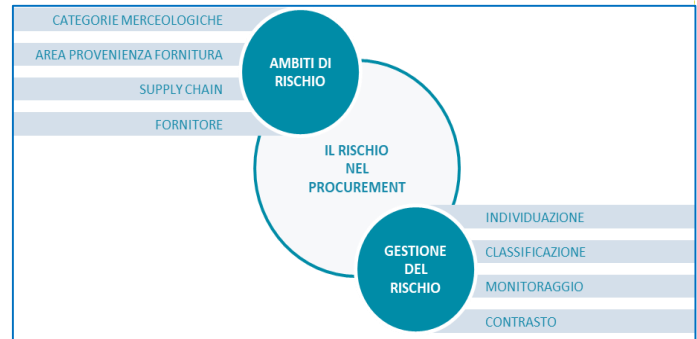 CATEGORIE MERCEOLOGICHE
AREA PROVENIENZA FORNITURA
SUPPLY CHAIN
FORNITORE
AMBITI DI
RISCHIO
IL RISCHIO
NEL
PROCUREMENT
GESTIONE
DEL
RISCHIO
INDIVIDUAZIONE
CLASSIFICAZIONE
MONITORAGGIO
CONTRASTO